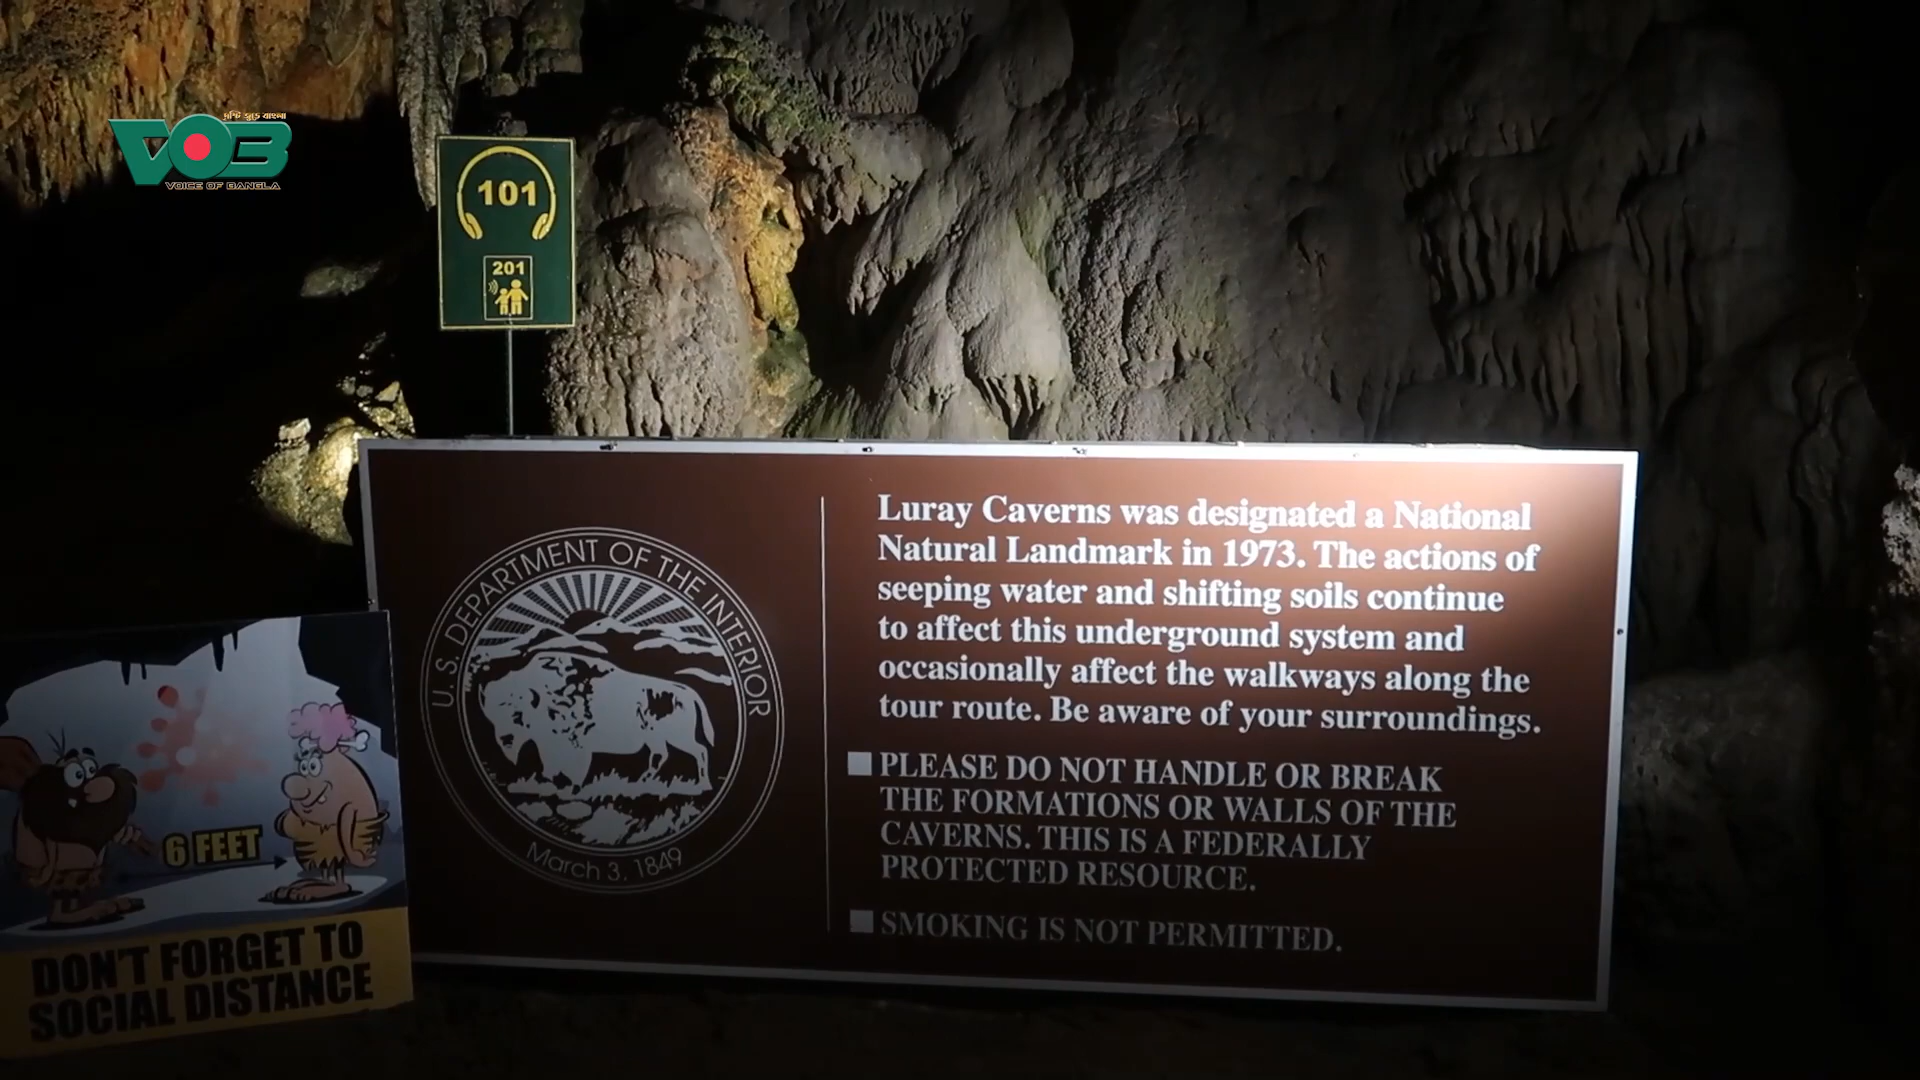 দৃষ্টি জুড়ে বাংলা
VOB
VOICE OF BANGLA
101
201
U. S. DEPARTMENT OF THE INTERIOR
March 3, 1849
Luray Caverns was designated a National
Natural Landmark in 1973. The actions of
seeping water and shifting soils continue
to affect this underground system and
occasionally affect the walkways along the
tour route. Be aware of your surroundings.
PLEASE DO NOT HANDLE OR BREAK
THE FORMATIONS OR WALLS OF THE
CAVERNS. THIS IS A FEDERALLY
PROTECTED RESOURCE.
SMOKING IS NOT PERMITTED.
6 FEET
DON'T FORGET TO
SOCIAL DISTANCE